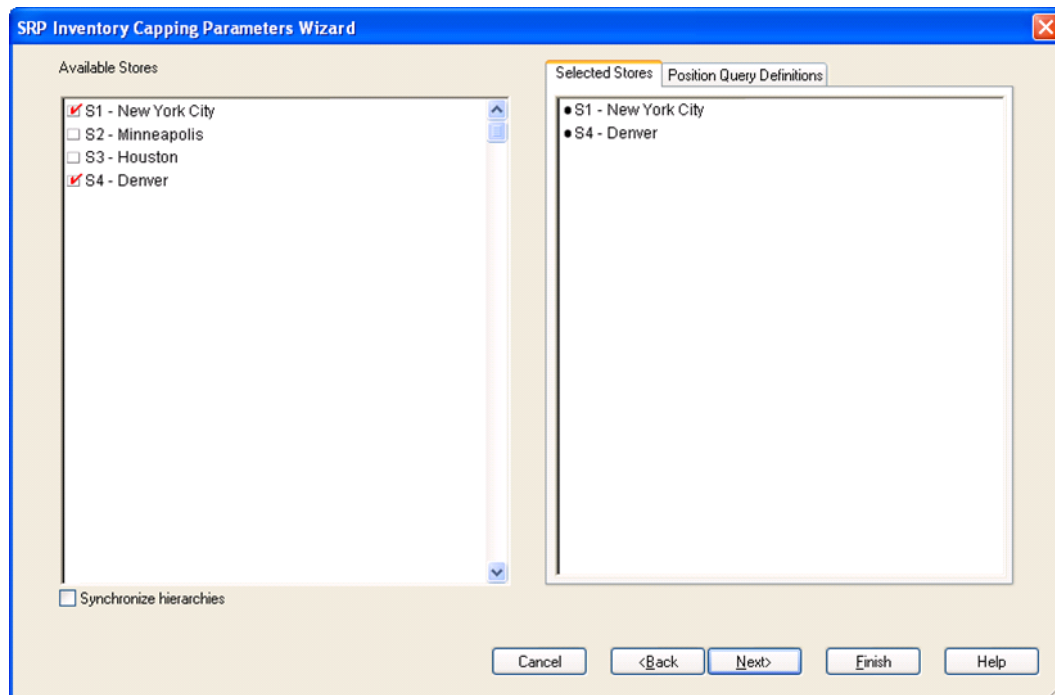 SRP Inventory Capping Parameters Wizard
Available Stores
S1 - New York City
S2 - Minneapolis
S3 - Houston
S4 - Denver
Synchronize hierarchies
Selected Stores Position Query Definitions
S1 - New York City
S4 - Denver
Cancel <Back Next> Finish Help